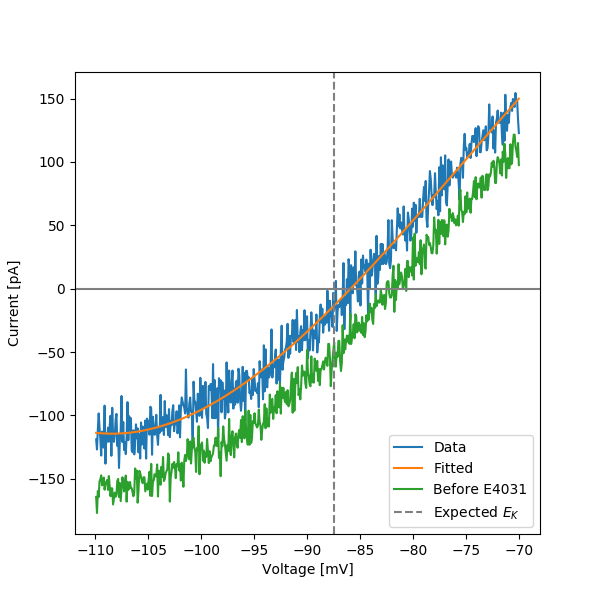 150
100
50
0
−50
−100
−150
Current [pA]
−110 −105 −100 −95 −90 −85 −80 −75 −70
Voltage [mV]
Data
Fitted
Before E4031
Expected E_K